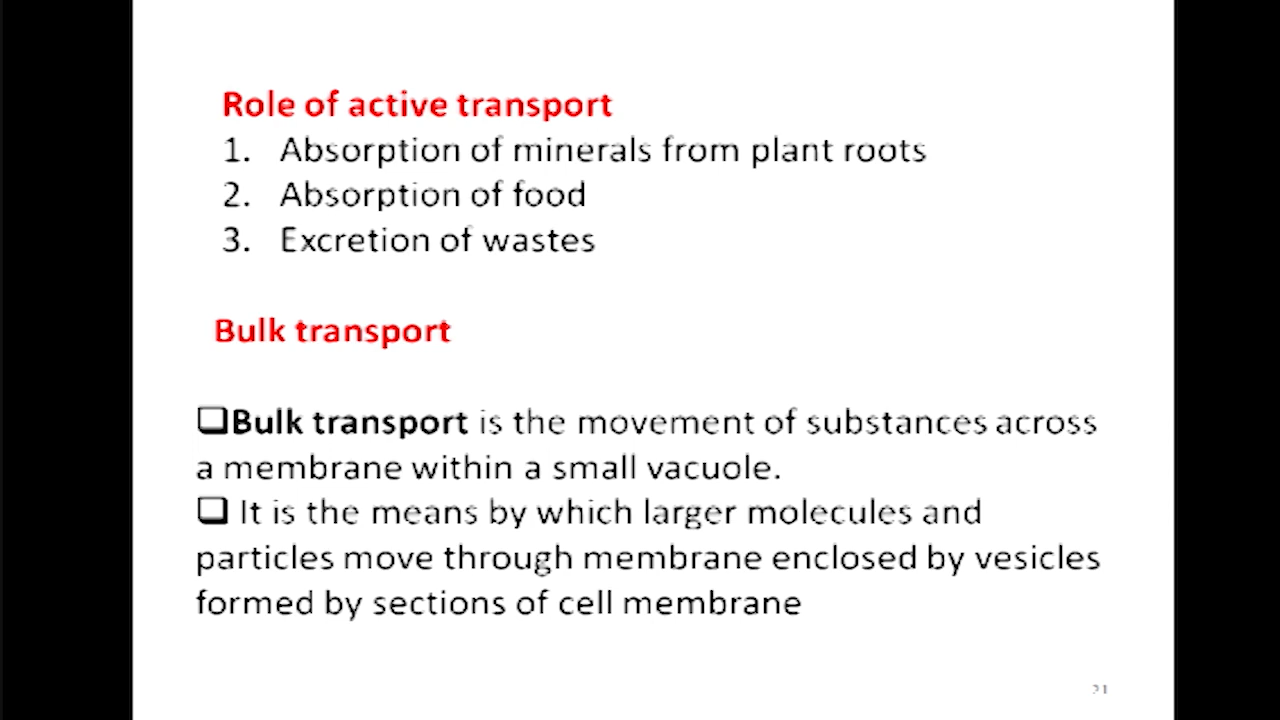 Role of active transport
1. Absorption of minerals from plant roots
2. Absorption of food
3. Excretion of wastes
Bulk transport
❑Bulk transport is the movement of substances across
a membrane within a small vacuole.
❑ It is the means by which larger molecules and
particles move through membrane enclosed by vesicles
formed by sections of cell membrane
21